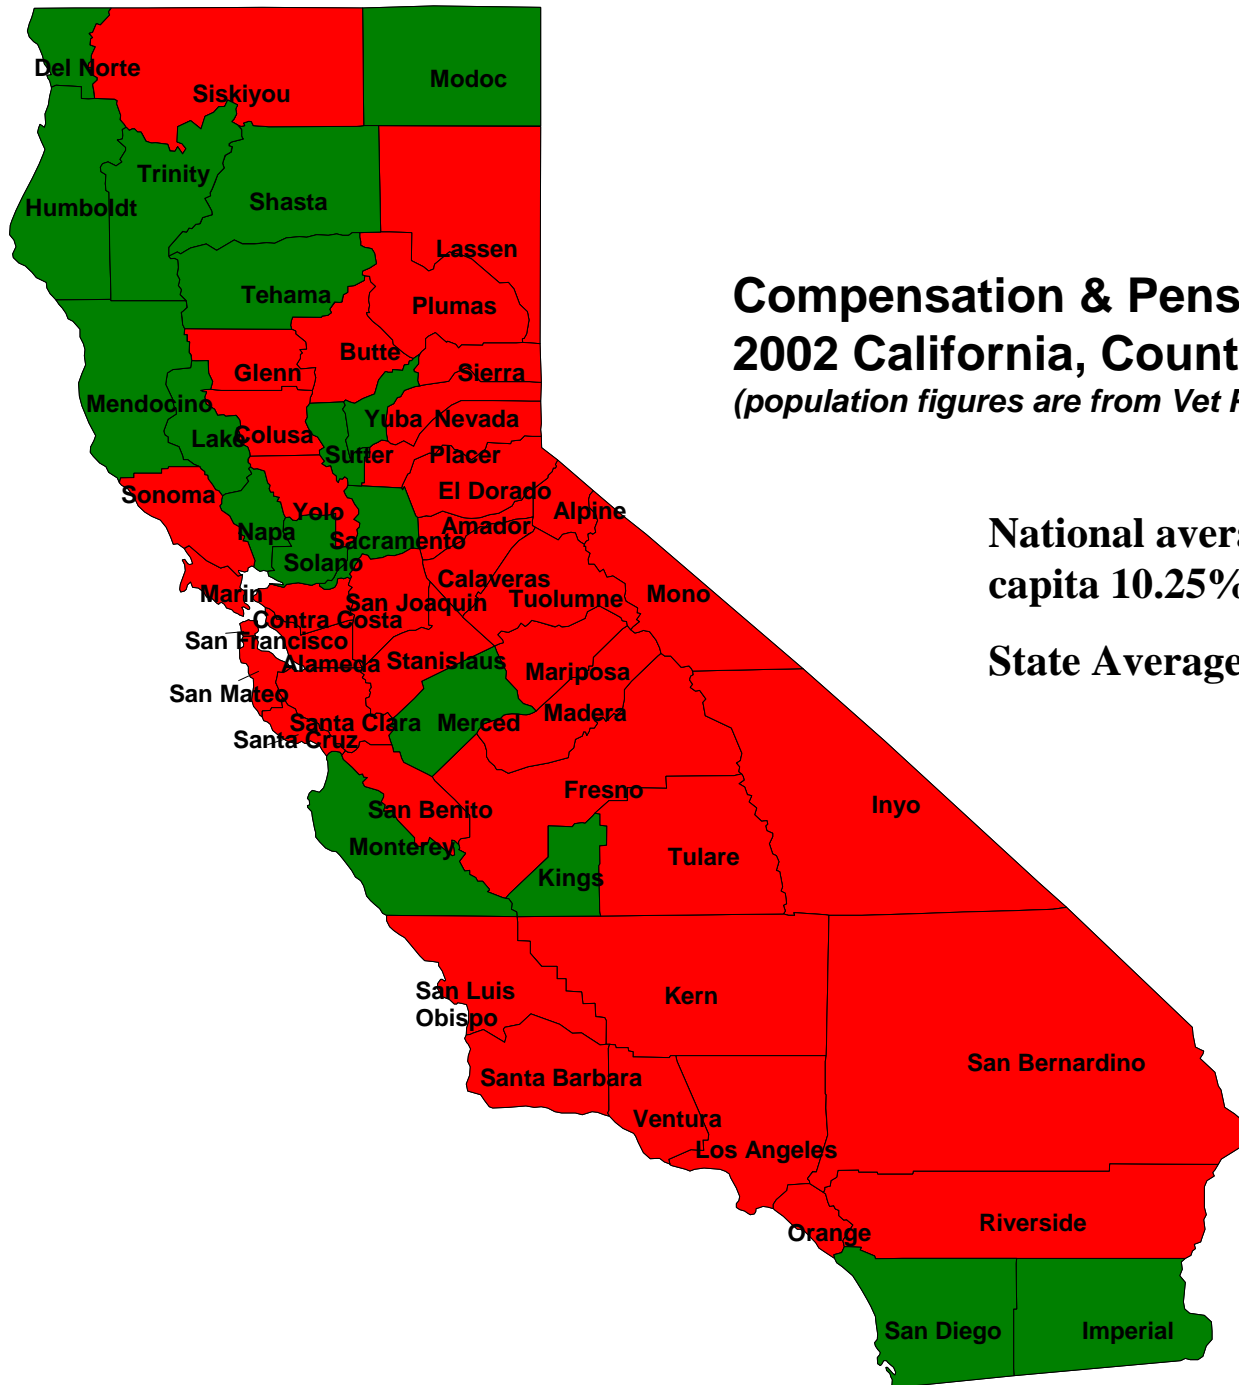 Del Norte
Siskiyou
Modoc
Trinity
Humboldt
Shasta
Lassen
Tehama
Plumas
Compensation & Pens
2002 California, Count
(population figures are from Vet
Butte
Glenn
Sierra
Mendocino
Yuba
Nevada
Lake
Colusa
Sutter
Placer
El Dorado
Sonoma
Yolo
Alpine
Napa
Amador
Sacramento
Solano
National avera
capita 10.25%
Calaveras
Marin
San Joaquin
Tuolumne
Mono
Contra Costa
San Francisco
Alameda
Stanislaus
State Average
Mariposa
San Mateo
Madera
Santa Clara
Merced
Santa Cruz
Fresno
Inyo
San Benito
Monterey
Tulare
Kings
San Luis
Obispo
Kern
San Bernardino
Santa Barbara
Ventura
Los Angeles
Riverside
Orange
San Diego
Imperial